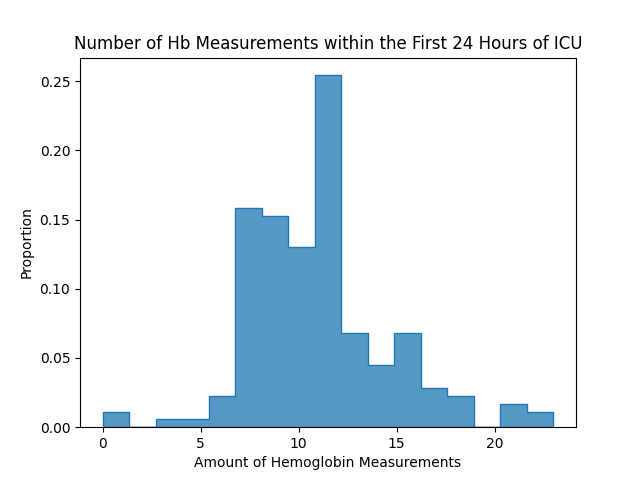 Number of Hb Measurements within the First 24 Hours of ICU
0.25
0.20
0.15
0.10
0.05
0.00
Proportion
0 5 10 15 20
Amount of Hemoglobin Measurements